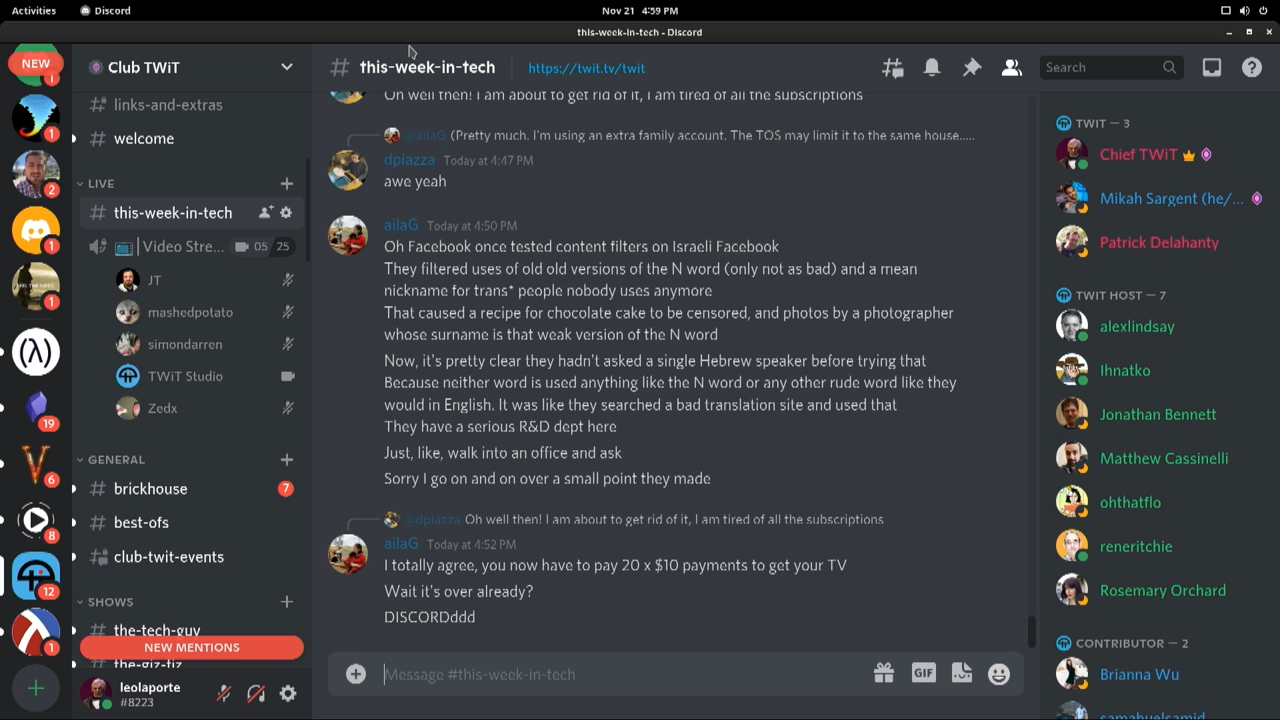 Activities
Discord
Nov 21 4:59 PM
this-week-in-tech - Discord
NEW
1
1
2
1
1
19
6
8
12
1
Club TWiT
links-and-extras
welcome
LIVE
this-week-in-tech
Video Stre... 05 25
JT
mashedpotato
simondarren
TWiT Studio
Zedx
GENERAL
brickhouse 7
best-ofs
club-twit-events
SHOWS
the-tech-guy
NEW MENTIONS
the-giz-fiz
leolaporte
#8223
# this-week-in-tech https://twit.tv/twit
Search
Oh well then! I am about to get rid of it, I am tired of all the subscriptions
@ailaG (Pretty much. I'm using an extra family account. The TOS may limit it to the same house.....
dpiazza Today at 4:47 PM
awe yeah
ailaG Today at 4:50 PM
Oh Facebook once tested content filters on Israeli Facebook
They filtered uses of old old versions of the N word (only not as bad) and a mean
nickname for trans* people nobody uses anymore
That caused a recipe for chocolate cake to be censored, and photos by a photographer
whose surname is that weak version of the N word
Now, it's pretty clear they hadn't asked a single Hebrew speaker before trying that
Because neither word is used anything like the N word or any other rude word like they
would in English. It was like they searched a bad translation site and used that
They have a serious R&D dept here
Just, like, walk into an office and ask
Sorry I go on and on over a small point they made
@dpiazza Oh well then! I am about to get rid of it, I am tired of all the subscriptions
ailaG Today at 4:52 PM
I totally agree, you now have to pay 20 x $10 payments to get your TV
Wait it's over already?
DISCORDddd
Message #this-week-in-tech
GIF
TWIT — 3
Chief TWiT
Mikah Sargent (he/...
Patrick Delahanty
TWIT HOST — 7
alexlindsay
Ihnatko
Jonathan Bennett
Matthew Cassinelli
ohthatflo
reneritchie
Rosemary Orchard
CONTRIBUTOR — 2
Brianna Wu
samabuelsamid